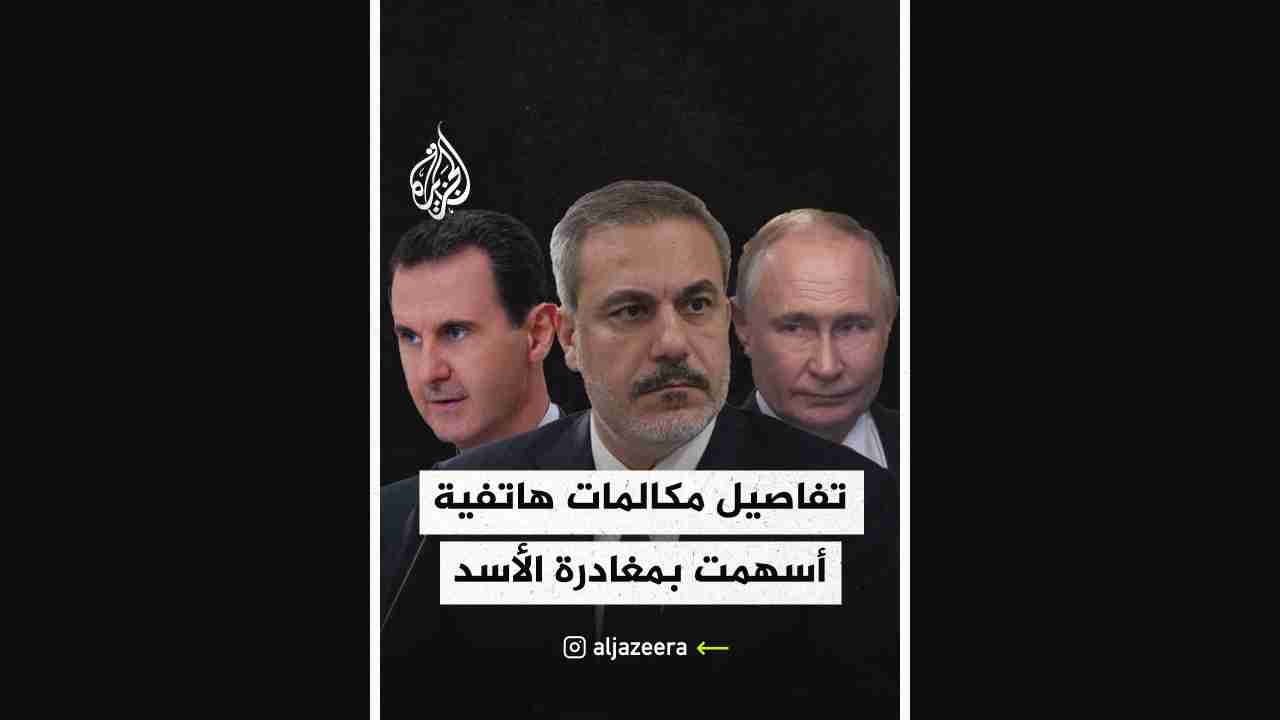 الجزيرة
تفاصيل مكالمات هاتفية
أسهمت بمغادرة الأسد
aljazeera